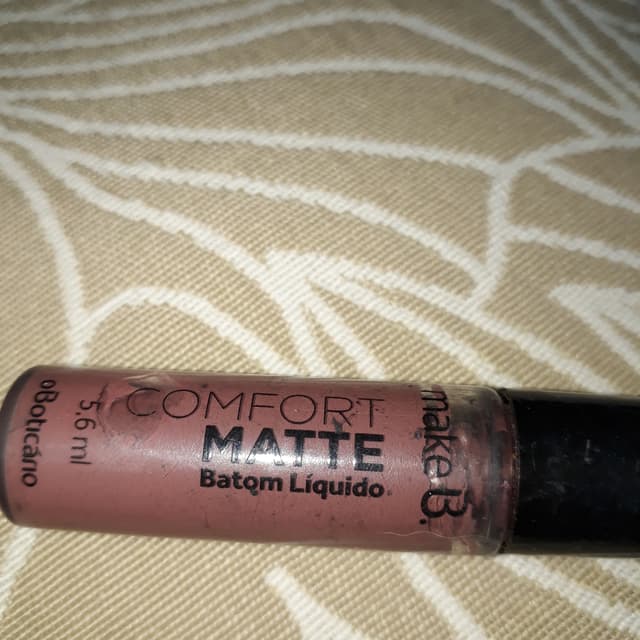 COMFORT
MATTE
Batom Líquido
make B.
5,6 ml
oBoticário